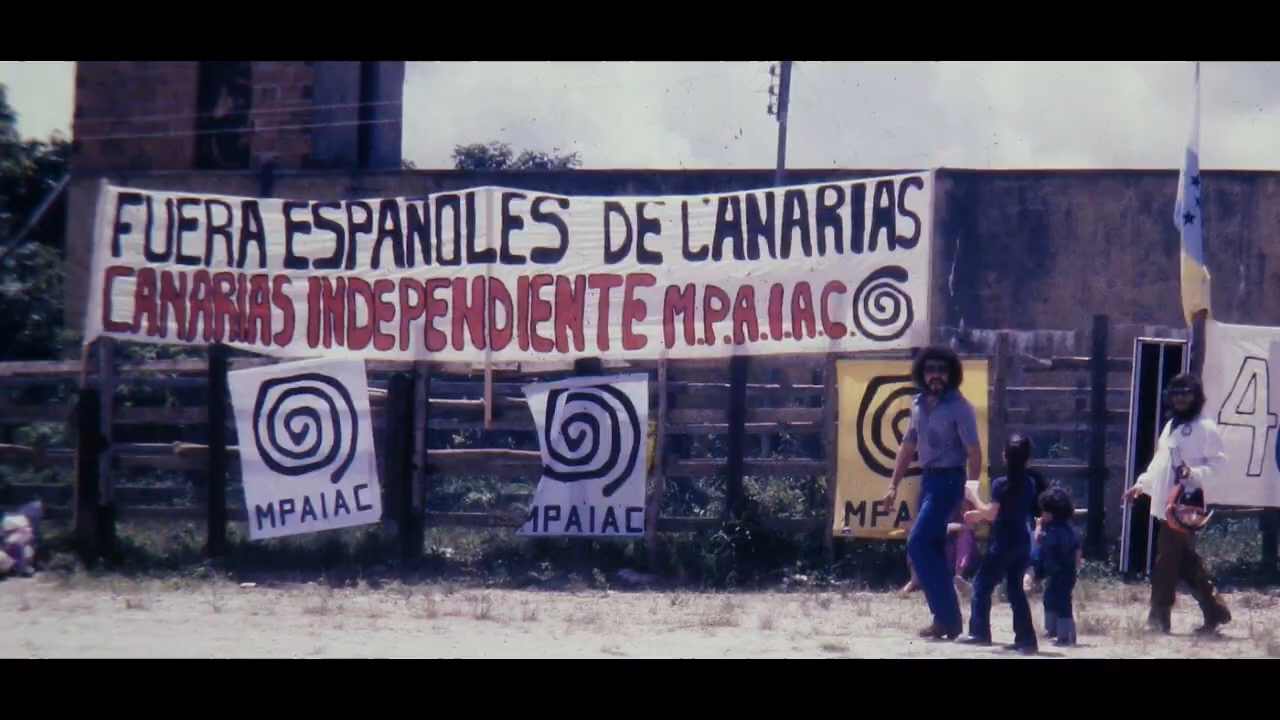 FUERA ESPAÑOLES DE CANARIAS
CANARIAS INDEPENDIENTE M.P.A.I.A.C.
MPAIAC
MPAIAC
MPA
4